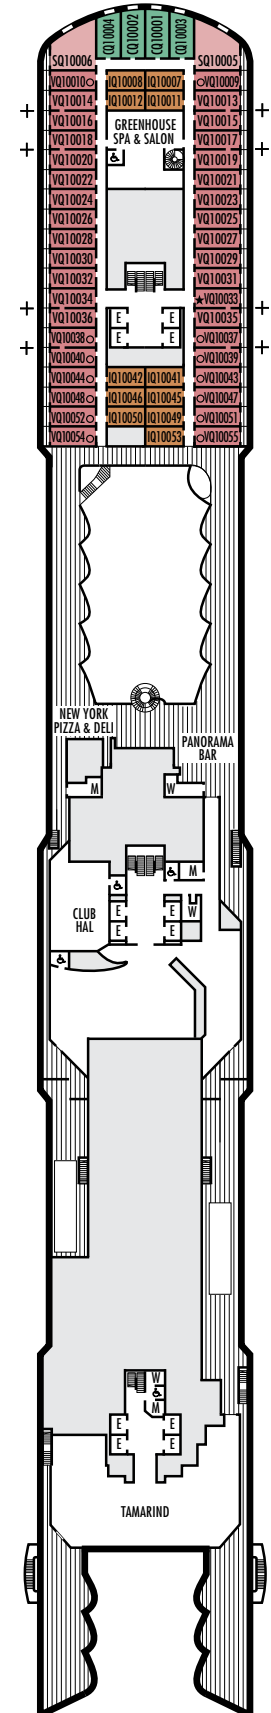 IQ10004 IQ10002 IQ10001 IQ10003
SQ10006 SQ10005
VQ10010 IQ10008 IQ10007 VQ10009
VQ10014 IQ10012 IQ10011 VQ10013
VQ10016 VQ10015
GREENHOUSE
SPA & SALON
VQ10018 VQ10017
VQ10020 VQ10019
VQ10022 VQ10021
VQ10024 VQ10023
VQ10026 VQ10025
VQ10028 VQ10027
VQ10030 VQ10029
VQ10032 VQ10031
VQ10034 ★VQ10033
VQ10036 E E VQ10035
VQ10038 E E VQ10037
VQ10040 VQ10039
VQ10044 IQ10042 IQ10041 VQ10043
VQ10048 IQ10046 IQ10045 VQ10047
VQ10052 IQ10050 IQ10049 VQ10051
VQ10054 IQ10053 VQ10055
NEW YORK
PIZZA & DELI
PANORAMA
BAR
M W
M
CLUB
HAL
E E W
E E
W
M
E E
E E
TAMARIND